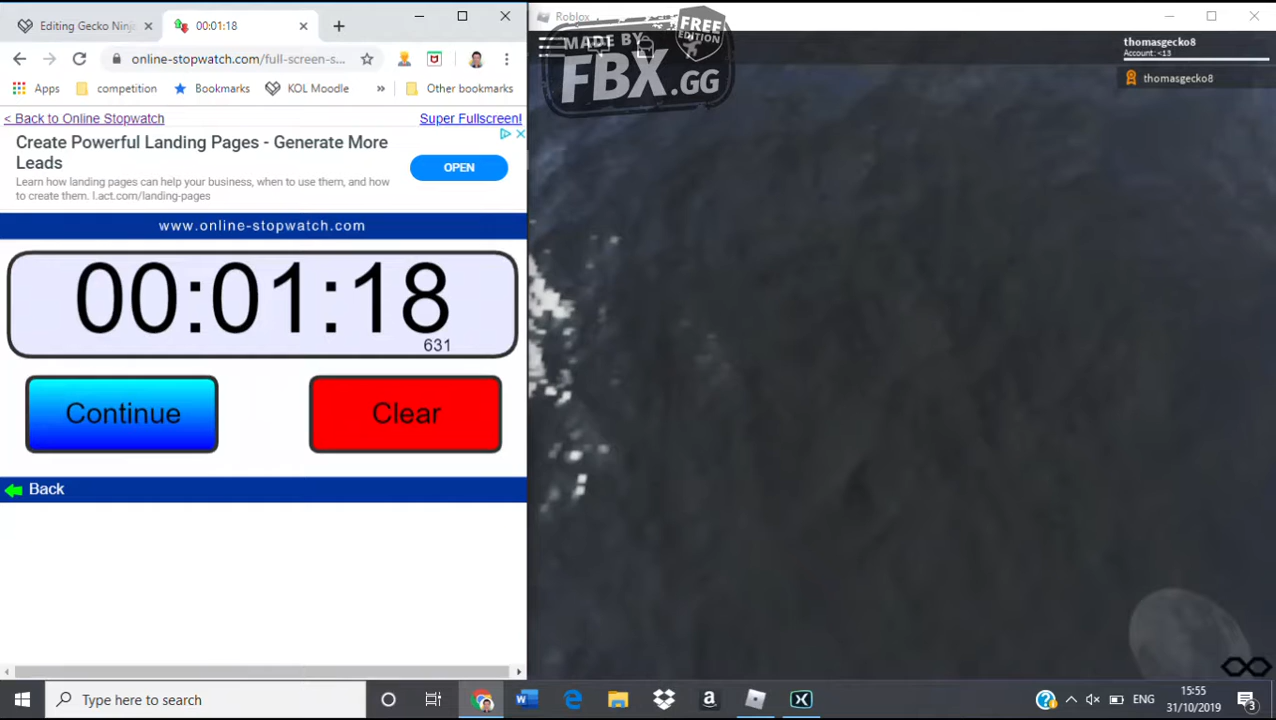 Editing Gecko Ninj
00:01:18
online-stopwatch.com/full-screen-s...
Apps
competition
Bookmarks
KOL Moodle
»
Other bookmarks
< Back to Online Stopwatch
Super Fullscreen!
Create Powerful Landing Pages - Generate More
Leads
Learn how landing pages can help your business, when to use them, and how
to create them. l.act.com/landing-pages
OPEN
www.online-stopwatch.com
00:01:18
631
Continue
Clear
Back
Roblox
MADE BY
FREE
EDITION
FBX.GG
thomasgecko8
Account: <13
thomasgecko8
Type here to search
ENG
15:55
31/10/2019
3